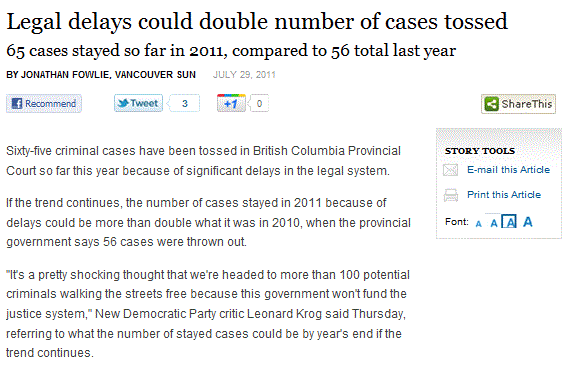 Legal delays could double number of cases tossed
65 cases stayed so far in 2011, compared to 56 total last year
BY JONATHAN FOWLIE, VANCOUVER SUN JULY 29, 2011
Recommend Tweet 3 +1 0 ShareThis
Sixty-five criminal cases have been tossed in British Columbia Provincial
Court so far this year because of significant delays in the legal system.
If the trend continues, the number of cases stayed in 2011 because of
delays could be more than double what it was in 2010, when the provincial
government says 56 cases were thrown out.
"It's a pretty shocking thought that we're headed to more than 100 potential
criminals walking the streets free because this government won't fund the
justice system," New Democratic Party critic Leonard Krog said Thursday,
referring to what the number of stayed cases could be by year's end if the
trend continues.
STORY TOOLS
E-mail this Article
Print this Article
Font: A A A A